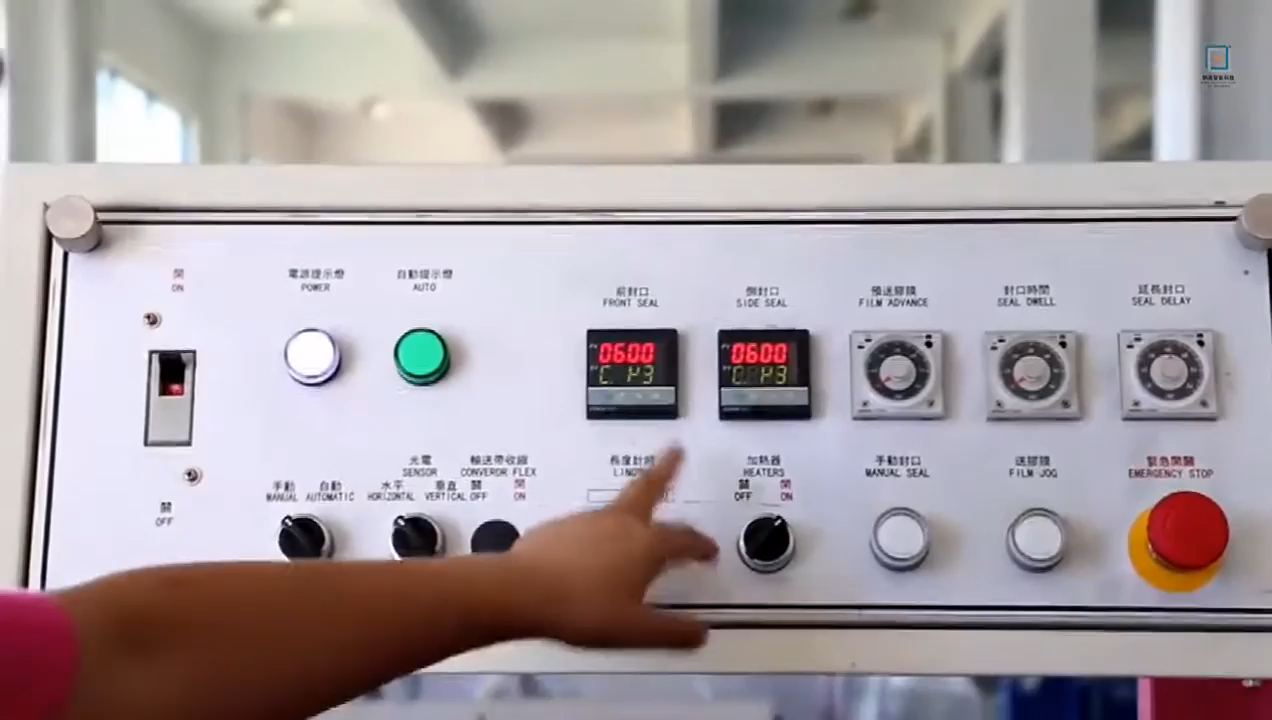 開
ON
電源提示燈
POWER
自動提示燈
AUTO
前封口
FRONT SEAL
側封口
SIDE SEAL
預送膠膜
FILM ADVANCE
封口時間
SEAL DWELL
延長封口
SEAL DELAY
0600
0600
光電
SENSOR
輸送帶收縮
CONVEROR FLEX
長度計
加熱器
HEATERS
手動封口
MANUAL SEAL
送膠膜
FILM JOG
緊急開關
EMERGENCY STOP
手動 自動
MANUAL AUTOMATIC
水平 垂直
HORIZONTAL VERTICAL
關 開
OFF ON
關 開
OFF ON
關
OFF